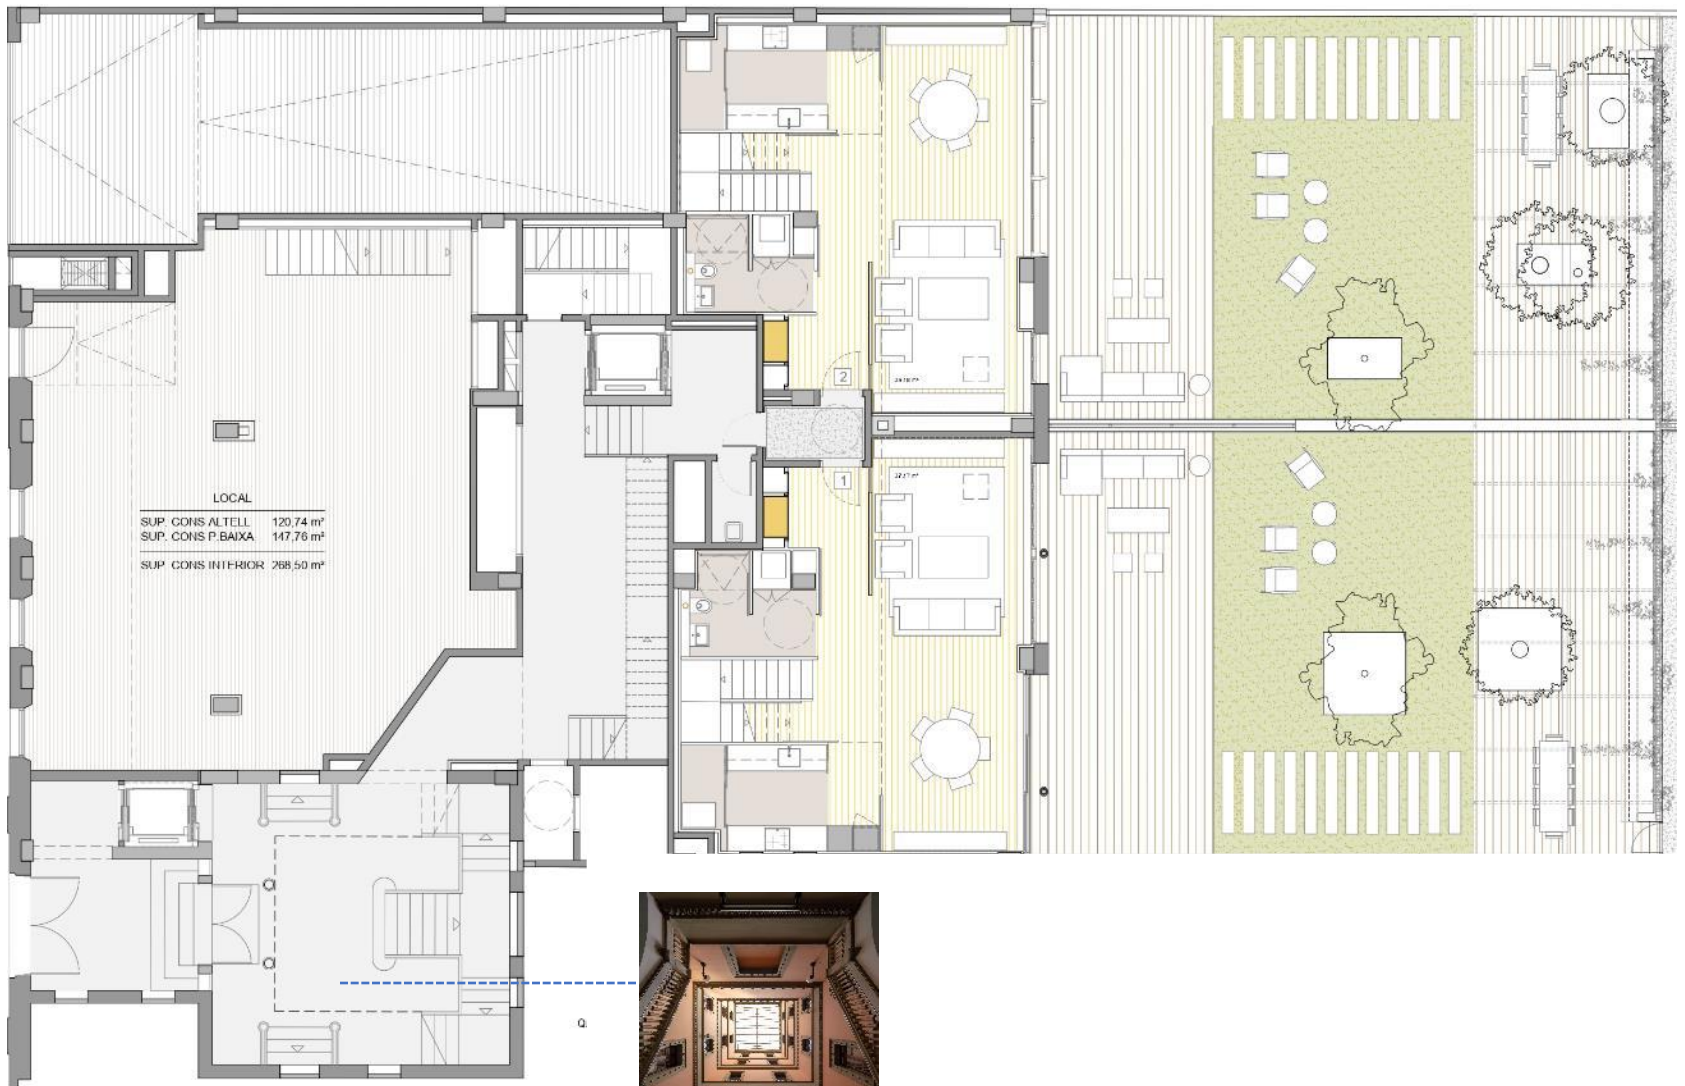 2
1
LOCAL
SUP. CONS ALTELL 120,74 m²
SUP. CONS P.BAIXA 147,76 m²
SUP CONS INTERIOR 268,50 m²
Q.